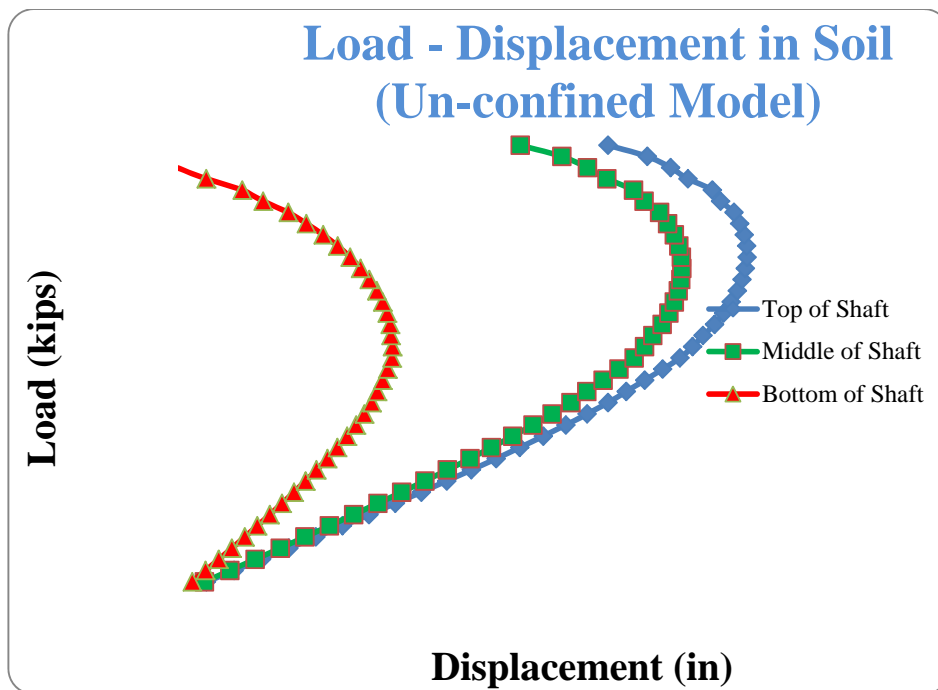 Load - Displacement in Soil
(Un-confined Model)
Load (kips)
Top of Shaft
Middle of Shaft
Bottom of Shaft
Displacement (in)